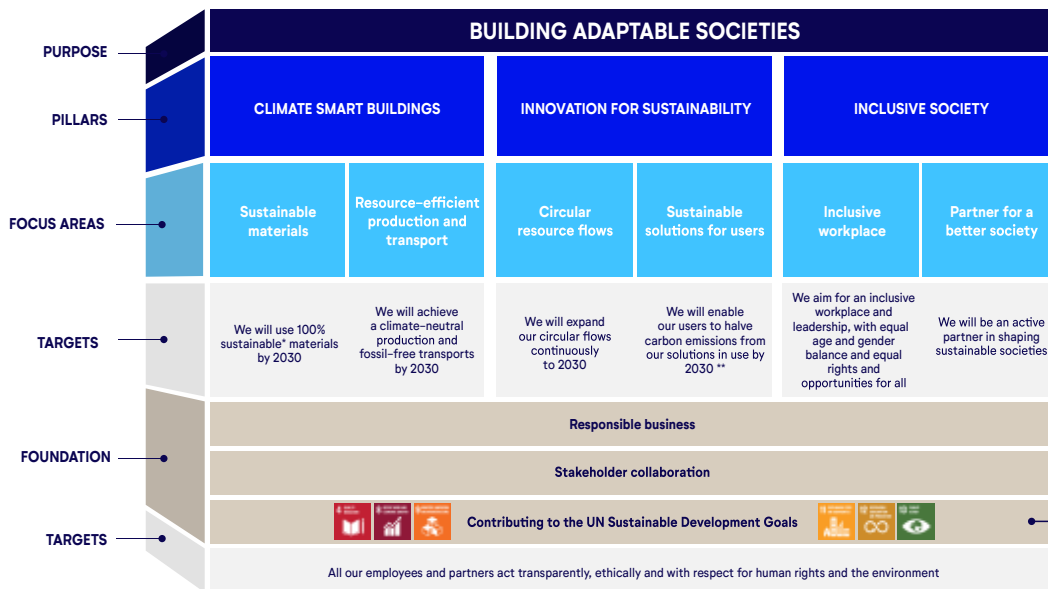 PURPOSE
BUILDING ADAPTABLE SOCIETIES
PILLARS
CLIMATE SMART BUILDINGS
INNOVATION FOR SUSTAINABILITY
INCLUSIVE SOCIETY
FOCUS AREAS
Sustainable
materials
Resource–efficient
production and
transport
Circular
resource flows
Sustainable
solutions for users
Inclusive
workplace
Partner for a
better society
TARGETS
We will use 100%
sustainable* materials
by 2030
We will achieve
a climate–neutral
production and
fossil–free transports
by 2030
We will expand
our circular flows
continuously
to 2030
We will enable
our users to halve
carbon emissions from
our solutions in use by
2030 **
We aim for an inclusive
workplace and
leadership, with equal
age and gender
balance and equal
rights and
opportunities for all
We will be an active
partner in shaping
sustainable societies
FOUNDATION
Responsible business
Stakeholder collaboration
4
8
9
Contributing to the UN Sustainable Development Goals
11
12
13
TARGETS
All our employees and partners act transparently, ethically and with respect for human rights and the environment